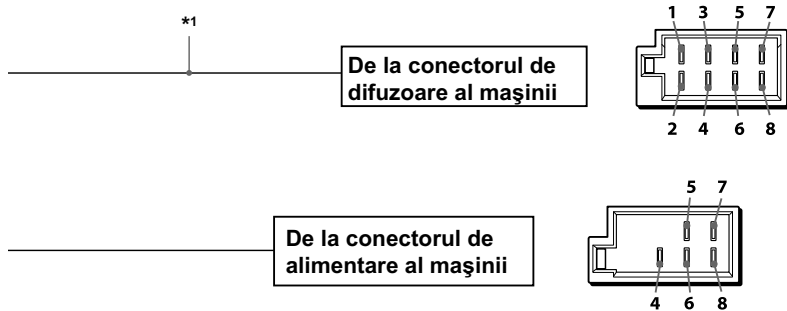 *1
1 3 5 7
De la conectorul de
difuzoare al maşinii
2 4 6 8
5 7
De la conectorul de
alimentare al maşinii
4 6 8